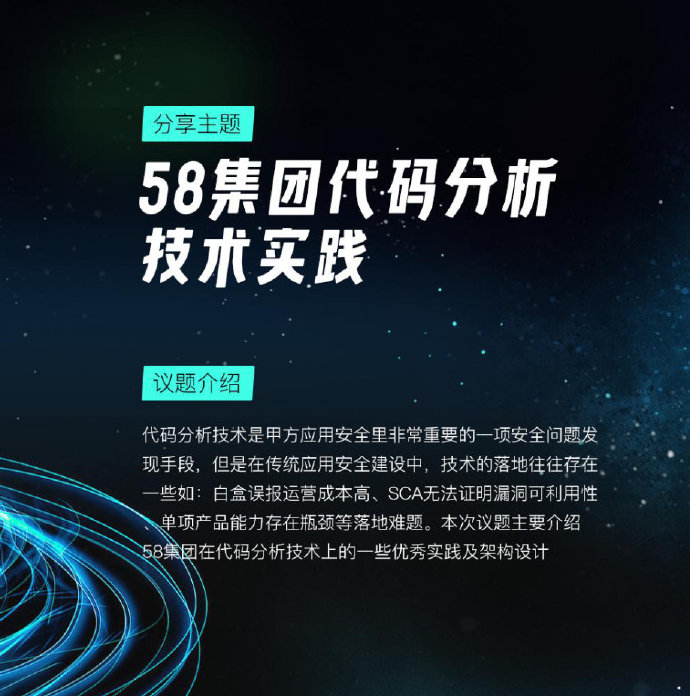 分享主题
58集团代码分析
技术实践
议题介绍
代码分析技术是甲方应用安全里非常重要的一项安全问题发
现手段，但是在传统应用安全建设中，技术的落地往往存在
一些如：白盒误报运营成本高、SCA无法证明漏洞可利用性
、单项产品能力存在瓶颈等落地难题。本次议题主要介绍
58集团在代码分析技术上的一些优秀实践及架构设计